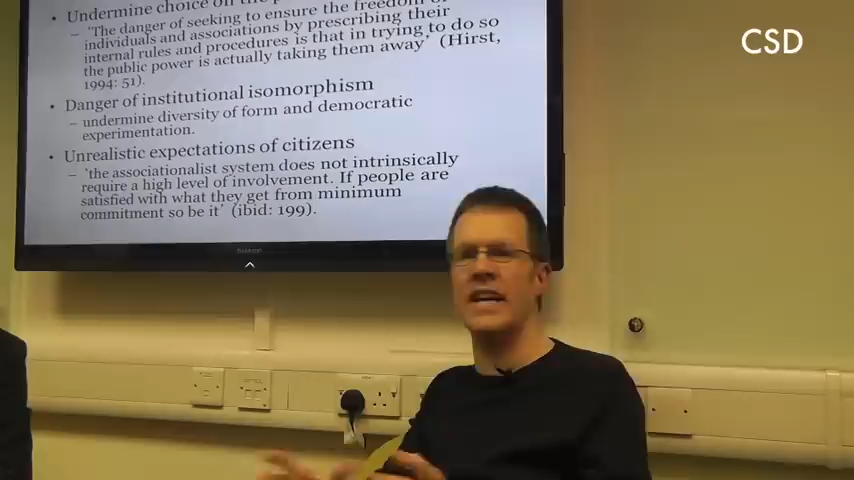 • Undermine choice on the
– 'The danger of seeking to ensure the freedom of
individuals and associations by prescribing their
internal rules and procedures is that in trying to do so
the public power is actually taking them away' (Hirst,
1994: 51).
• Danger of institutional isomorphism
– undermine diversity of form and democratic
experimentation.
• Unrealistic expectations of citizens
– 'the associationalist system does not intrinsically
require a high level of involvement. If people are
satisfied with what they get from minimum
commitment so be it' (ibid: 199).
CSD